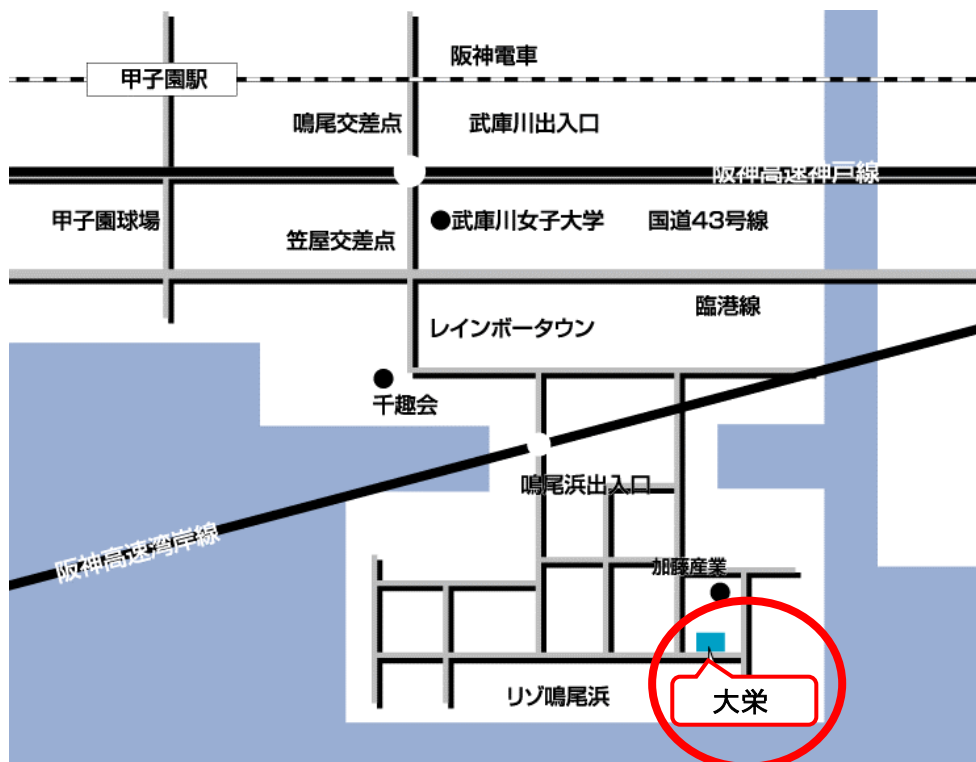 阪神電車
甲子園駅
鳴尾交差点
武庫川出入口
阪神高速神戸線
甲子園球場
笠屋交差点
●武庫川女子大学
国道43号線
臨港線
レインボータウン
千趣会
鳴尾浜出入口
阪神高速湾岸線
加藤産業
リゾ鳴尾浜
大栄